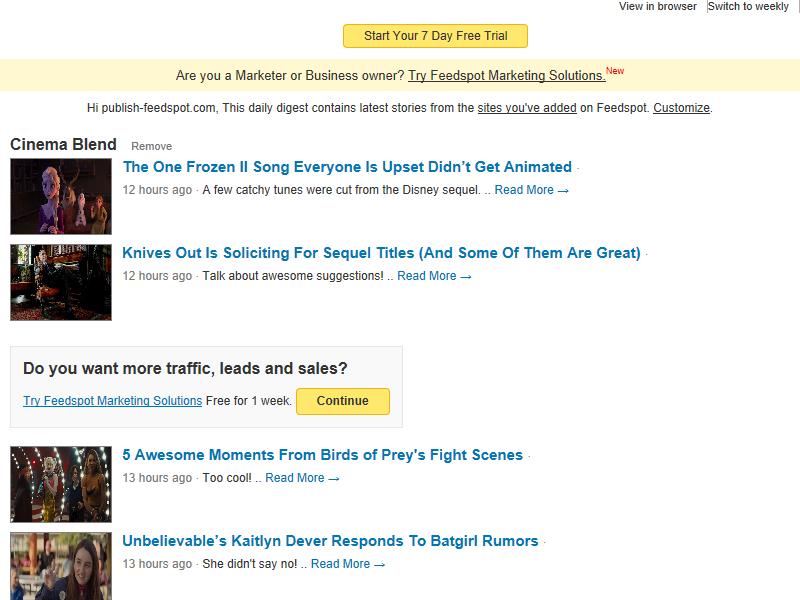 View in browser Switch to weekly
Start Your 7 Day Free Trial
Are you a Marketer or Business owner? Try Feedspot Marketing Solutions. New
Hi publish-feedspot.com, This daily digest contains latest stories from the sites you've added on Feedspot. Customize.
Cinema Blend Remove
The One Frozen II Song Everyone Is Upset Didn’t Get Animated ·
12 hours ago · A few catchy tunes were cut from the Disney sequel. .. Read More →
Knives Out Is Soliciting For Sequel Titles (And Some Of Them Are Great) ·
12 hours ago · Talk about awesome suggestions! .. Read More →
Do you want more traffic, leads and sales?
Try Feedspot Marketing Solutions Free for 1 week. Continue
5 Awesome Moments From Birds of Prey's Fight Scenes ·
13 hours ago · Too cool! .. Read More →
Unbelievable’s Kaitlyn Dever Responds To Batgirl Rumors ·
13 hours ago · She didn't say no! .. Read More →